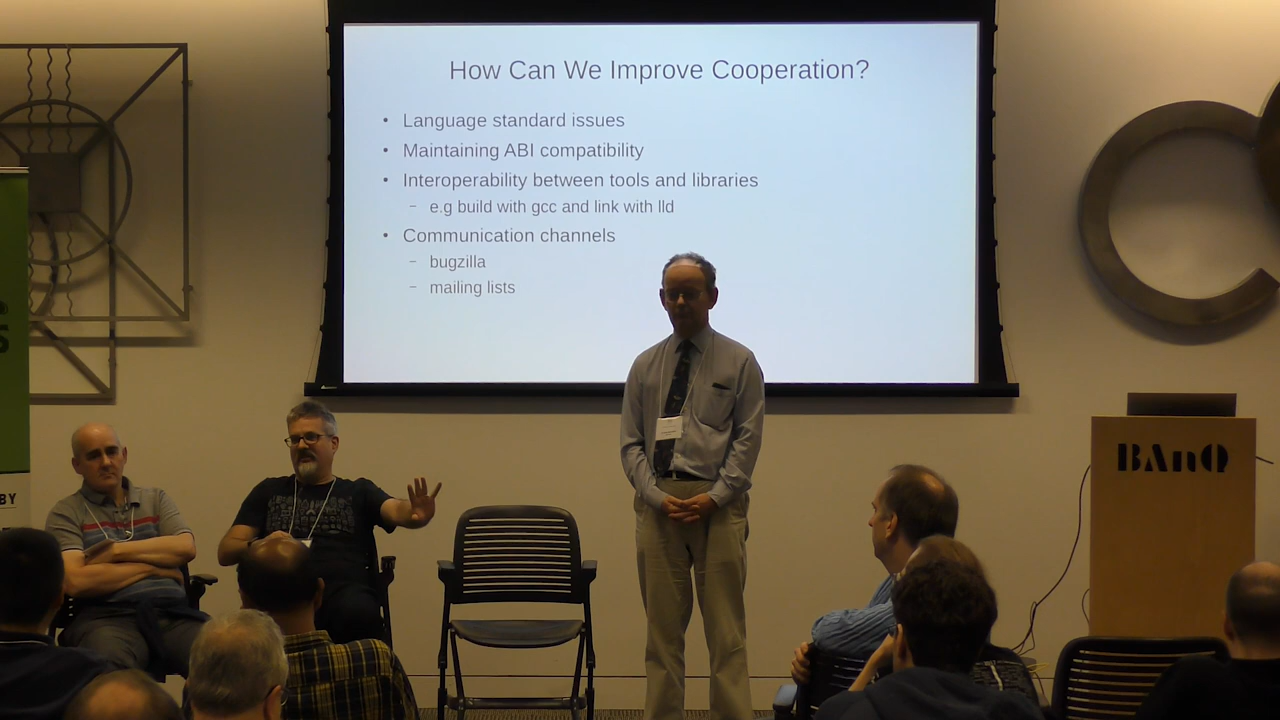 How Can We Improve Cooperation?
• Language standard issues
• Maintaining ABI compatibility
• Interoperability between tools and libraries
– e.g build with gcc and link with lld
• Communication channels
– bugzilla
– mailing lists
S
BY
BAnQ